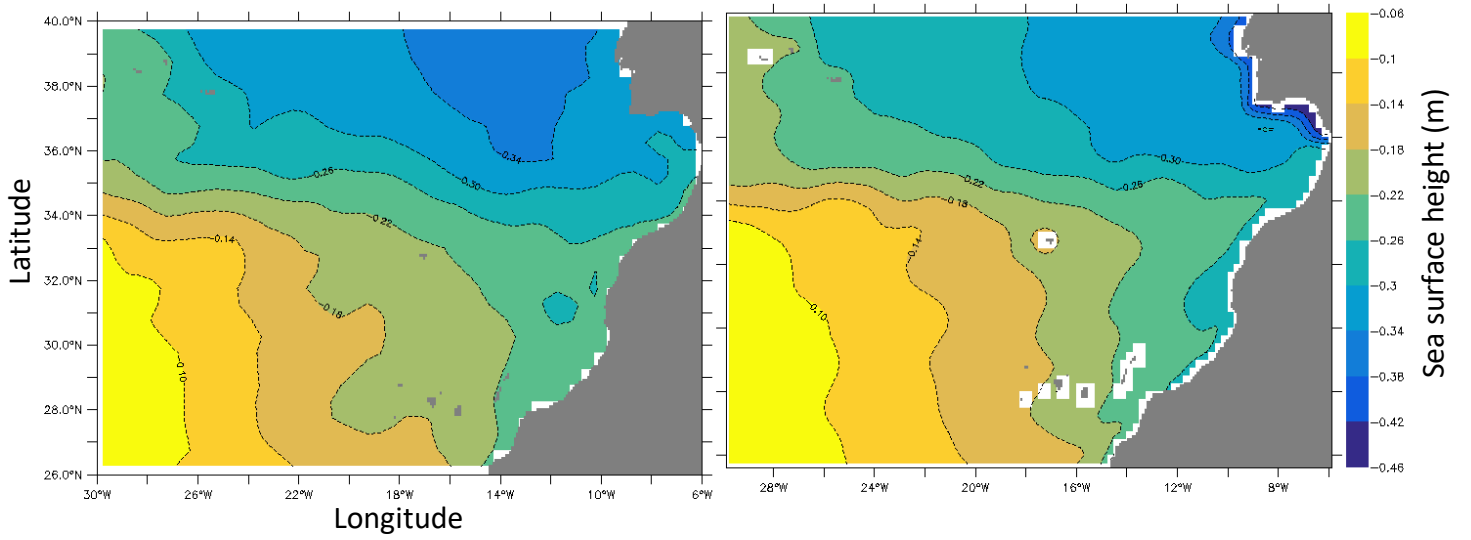 Latitude
40.0°N
38.0°N
36.0°N
34.0°N
32.0°N
30.0°N
28.0°N
26.0°N
-0.34
-0.26
-0.30
-0.22
-0.14
-0.18
-0.10
30°W
26°W
22°W
18°W
14°W
10°W
6°W
Longitude
-0.30
-0.26
-0.22
-0.18
-0.14
-0.10
28°W
24°W
20°W
16°W
12°W
8°W
-0.06
-0.1
-0.14
-0.18
-0.22
-0.26
-0.3
-0.34
-0.38
-0.42
-0.46
Sea surface height (m)